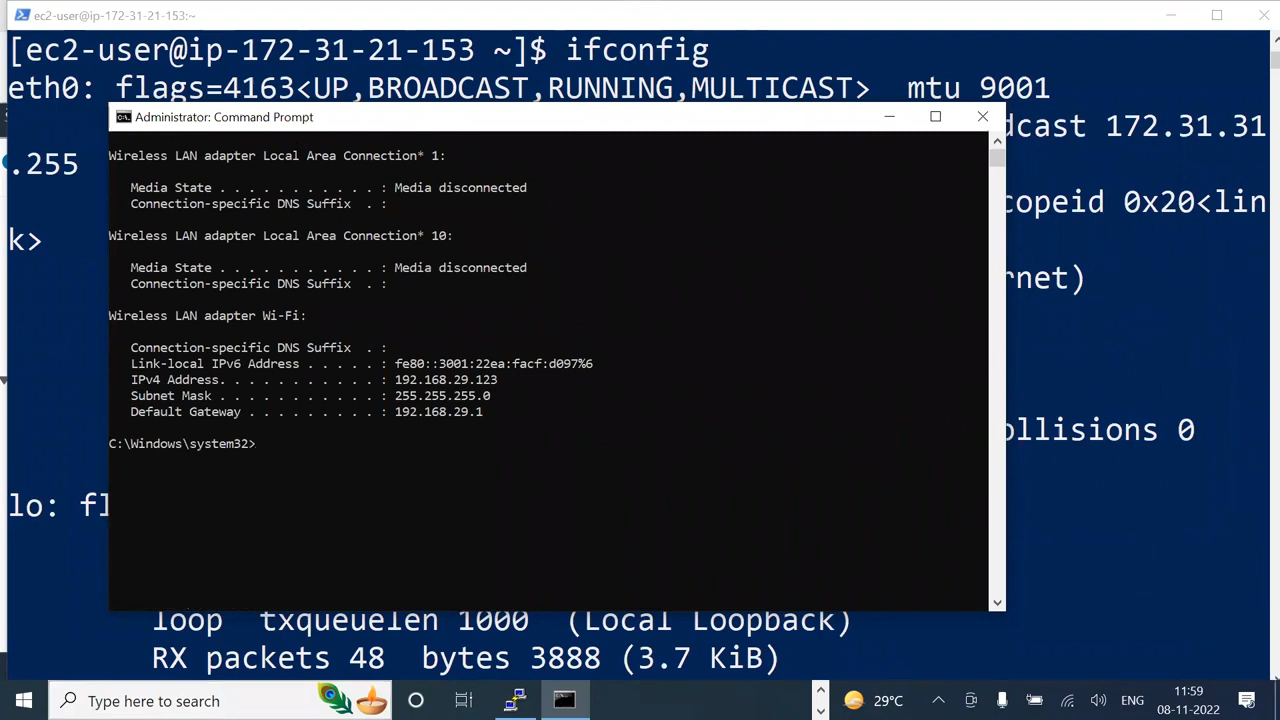 ec2-user@ip-172-31-21-153:~
[ec2-user@ip-172-31-21-153 ~]$ ifconfig
eth0: flags=4163<UP,BROADCAST,RUNNING,MULTICAST>  mtu 9001
Administrator: Command Prompt
dcast 172.31.31
.255
Wireless LAN adapter Local Area Connection* 1:
Media State . . . . . . . . . . . : Media disconnected
Connection-specific DNS Suffix  . :
copeid 0x20<lin
k>
Wireless LAN adapter Local Area Connection* 10:
Media State . . . . . . . . . . . : Media disconnected
Connection-specific DNS Suffix  . :
rnet)
Wireless LAN adapter Wi-Fi:
Connection-specific DNS Suffix  . :
Link-local IPv6 Address . . . . . : fe80::3001:22ea:facf:d097%6
IPv4 Address. . . . . . . . . . . : 192.168.29.123
Subnet Mask . . . . . . . . . . . : 255.255.255.0
Default Gateway . . . . . . . . . : 192.168.29.1
C:\Windows\system32>
ollisions 0
lo: fl
loop  txqueuelen 1000  (Local Loopback)
RX packets 48  bytes 3888 (3.7 KiB)
Type here to search
29°C
ENG
11:59
08-11-2022